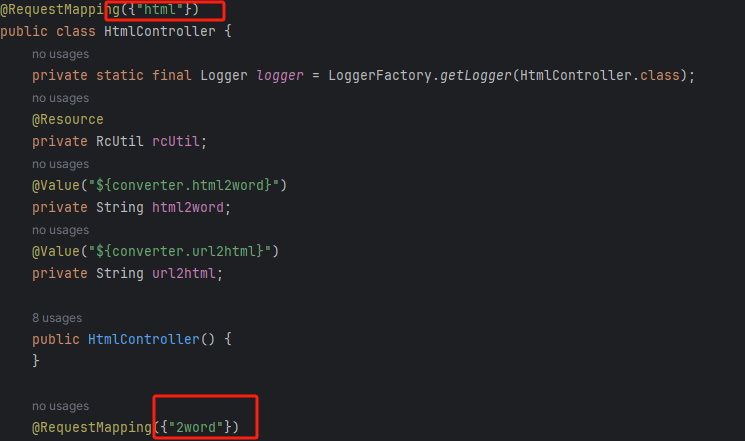 @RequestMapping({"html"})
public class HtmlController {
no usages
private static final Logger logger = LoggerFactory.getLogger(HtmlController.class);
no usages
@Resource
private RcUtil rcUtil;
no usages
@Value("${converter.html2word}")
private String html2word;
no usages
@Value("${converter.url2html}")
private String url2html;
8 usages
public HtmlController() {
}
no usages
@RequestMapping({"2word"})